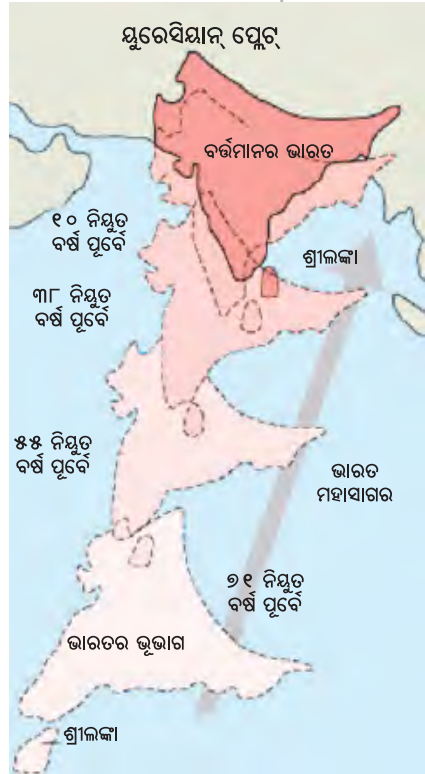 ୟୁରେସିୟାନ୍ ପ୍ଲେଟ୍
ବର୍ତ୍ତମାନର ଭାରତ
୧୦ ନିୟୁତ
ବର୍ଷ ପୂର୍ବେ
ଶ୍ରୀଲଙ୍କା
୩୮ ନିୟୁତ
ବର୍ଷ ପୂର୍ବେ
୫୫ ନିୟୁତ
ବର୍ଷ ପୂର୍ବେ
ଭାରତ
ମହାସାଗର
୭୧ ନିୟୁତ
ବର୍ଷ ପୂର୍ବେ
ଭାରତର ଭୂଭାଗ
ଶ୍ରୀଲଙ୍କା